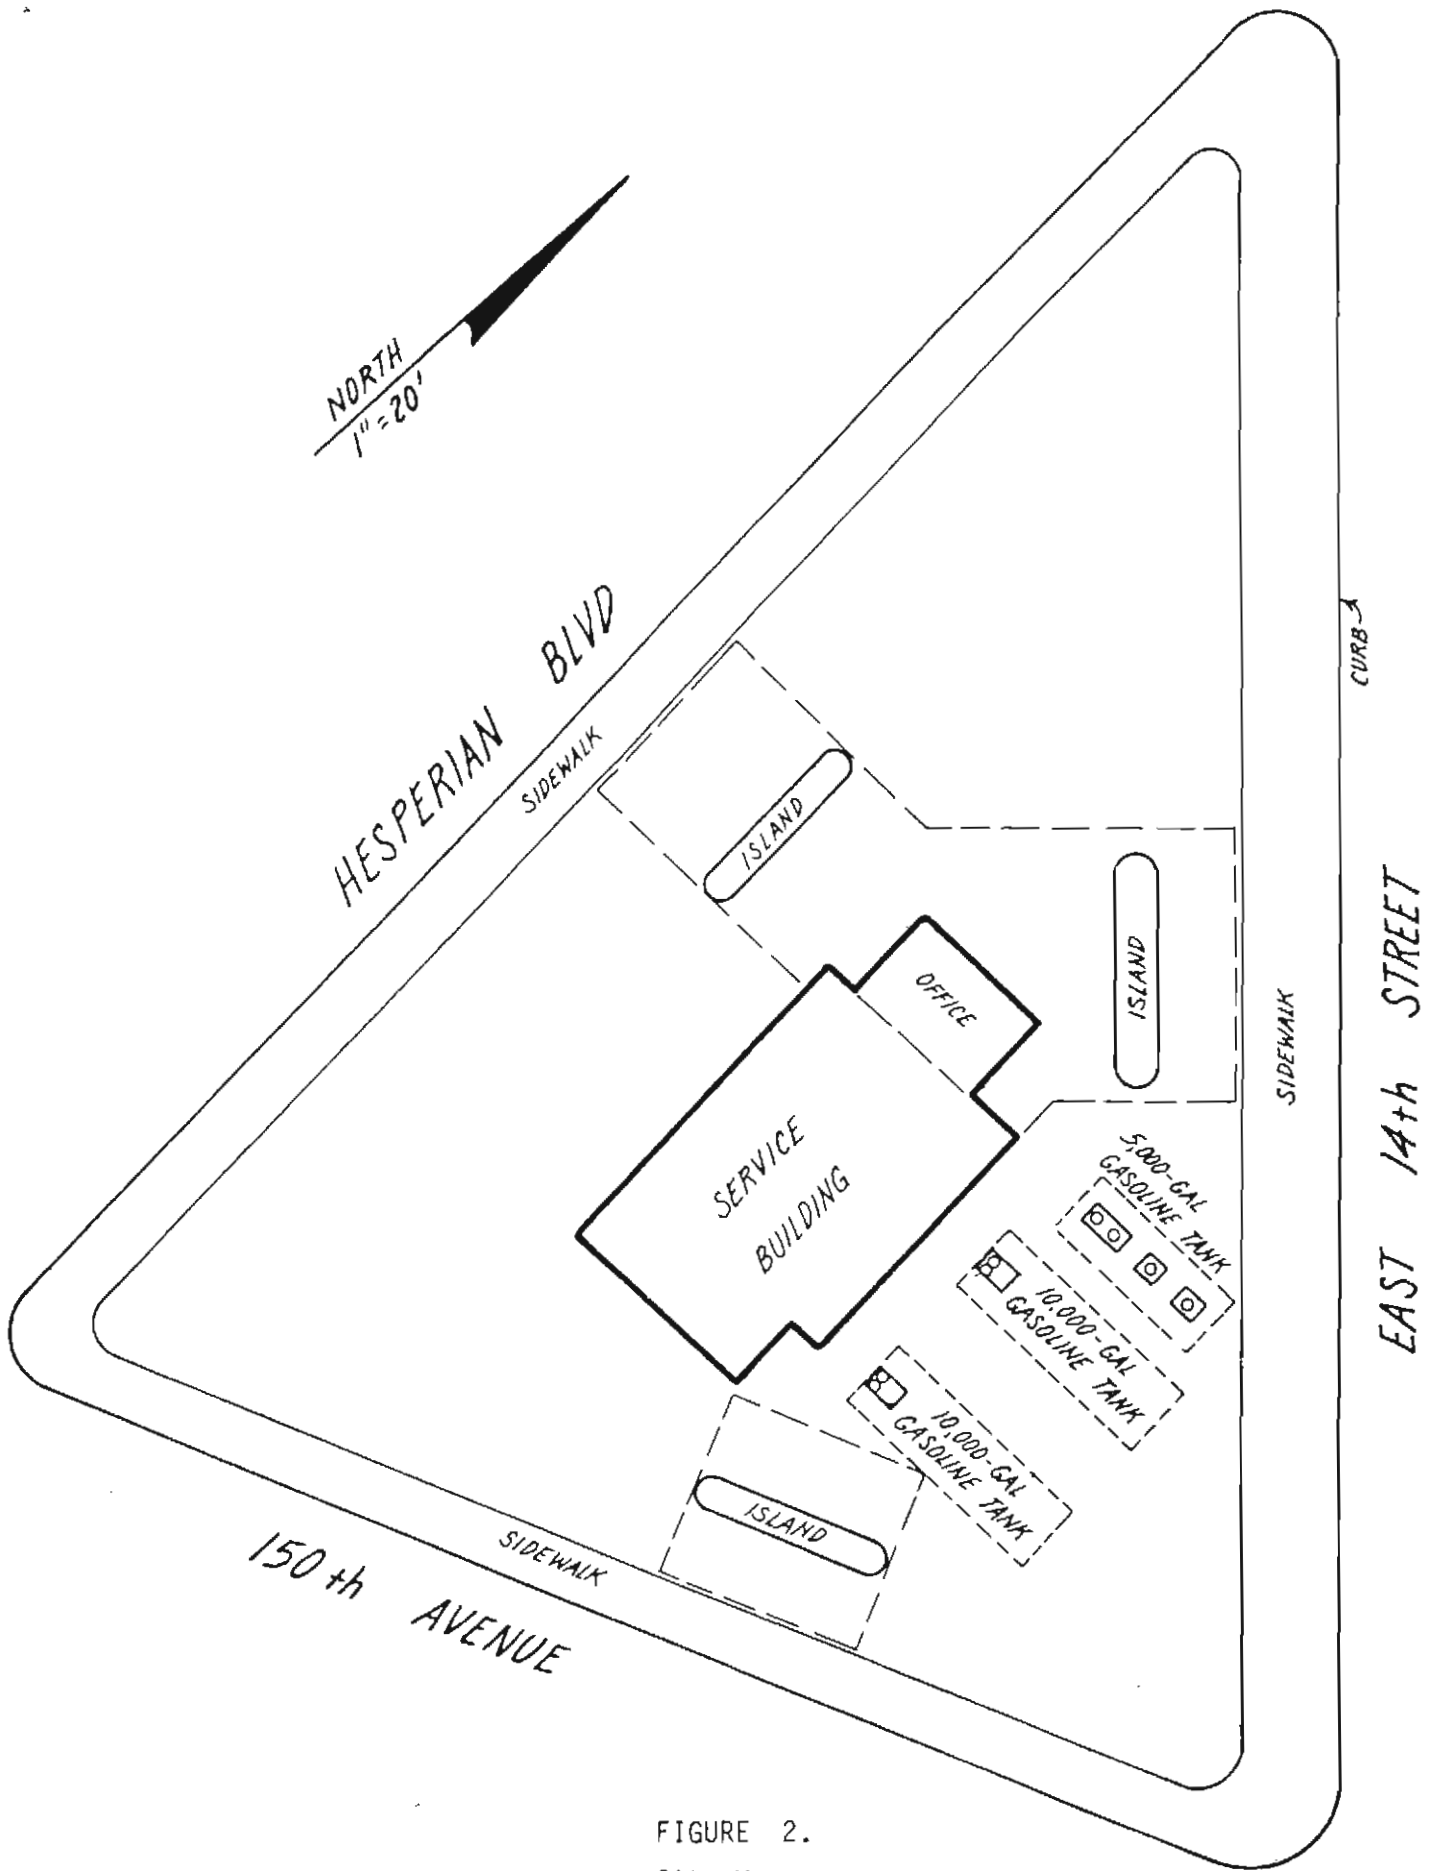 NORTH
1"=20'
HESPERIAN BLVD
SIDEWALK
CURB
ISLAND
ISLAND
OFFICE
EAST 14th STREET
SIDEWALK
SERVICE
BUILDING
5,000-GAL
GASOLINE TANK
10,000-GAL
GASOLINE TANK
10,000-GAL
GASOLINE TANK
ISLAND
SIDEWALK
150th AVENUE
FIGURE 2.